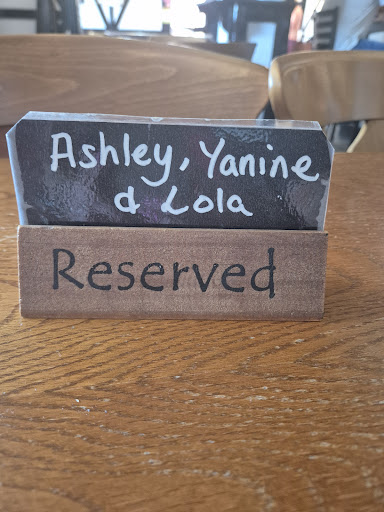 Ashley, Yanine
& Lola
Reserved